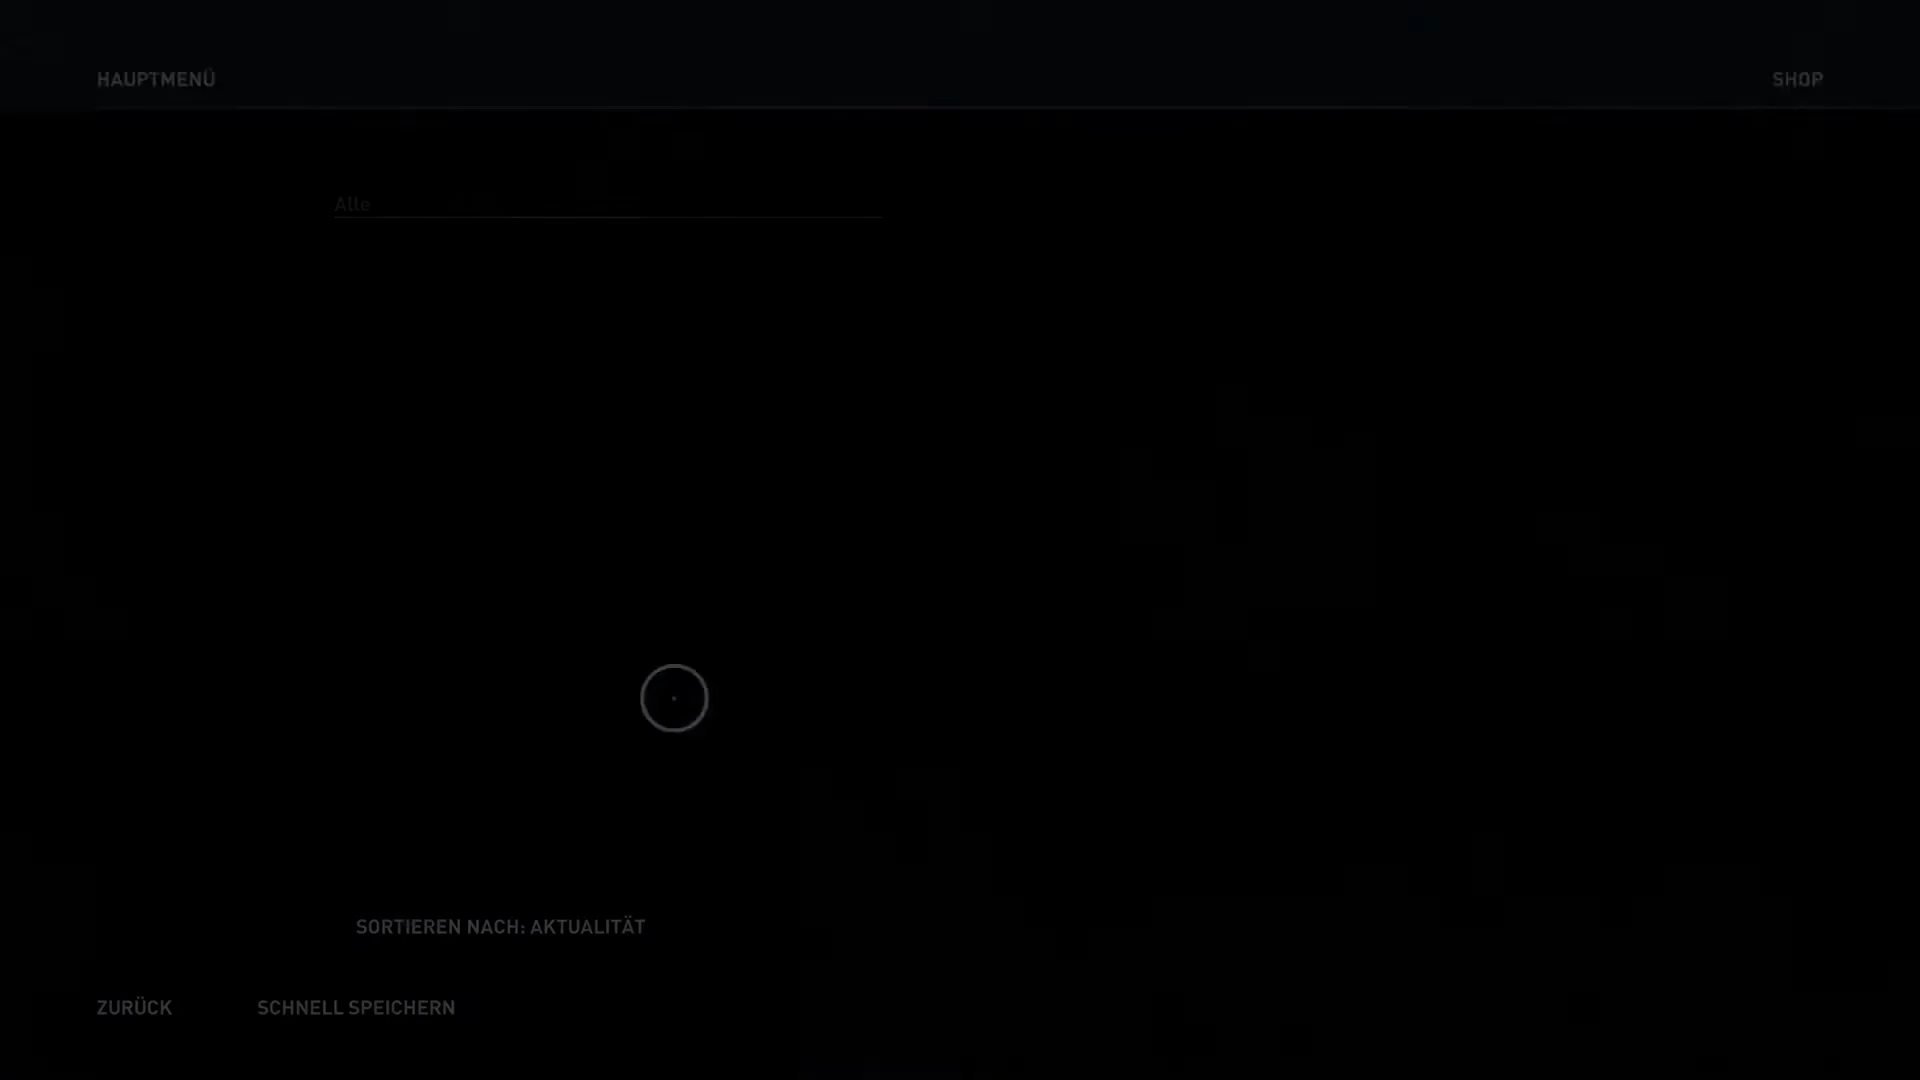 HAUPTMENÜ
SHOP
Alle
SORTIEREN NACH: AKTUALITÄT
ZURÜCK
SCHNELL SPEICHERN